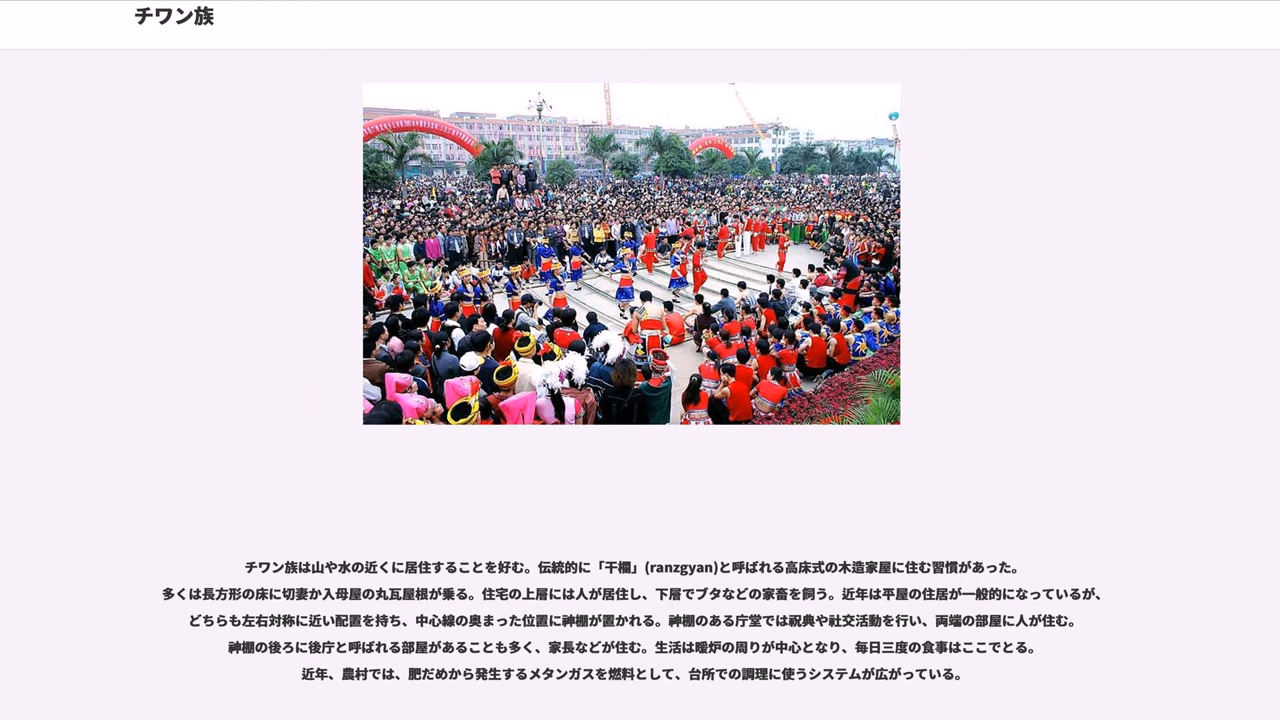 チワン族
チワン族は山や水の近くに居住することを好む。伝統的に「干欄」(ranzgyan)と呼ばれる高床式の木造家屋に住む習慣があった。
多くは長方形の床に切妻か入母屋の丸瓦屋根が乗る。住宅の上層には人が居住し、下層でブタなどの家畜を飼う。近年は平屋の住居が一般的になっているが、
どちらも左右対称に近い配置を持ち、中心線の奥まった位置に神棚が置かれる。神棚のある庁堂では祝典や社交活動を行い、両端の部屋に人が住む。
神棚の後ろに後庁と呼ばれる部屋があることも多く、家長などが住む。生活は暖炉の周りが中心となり、毎日三度の食事はここでとる。
近年、農村では、肥だめから発生するメタンガスを燃料として、台所での調理に使うシステムが広がっている。